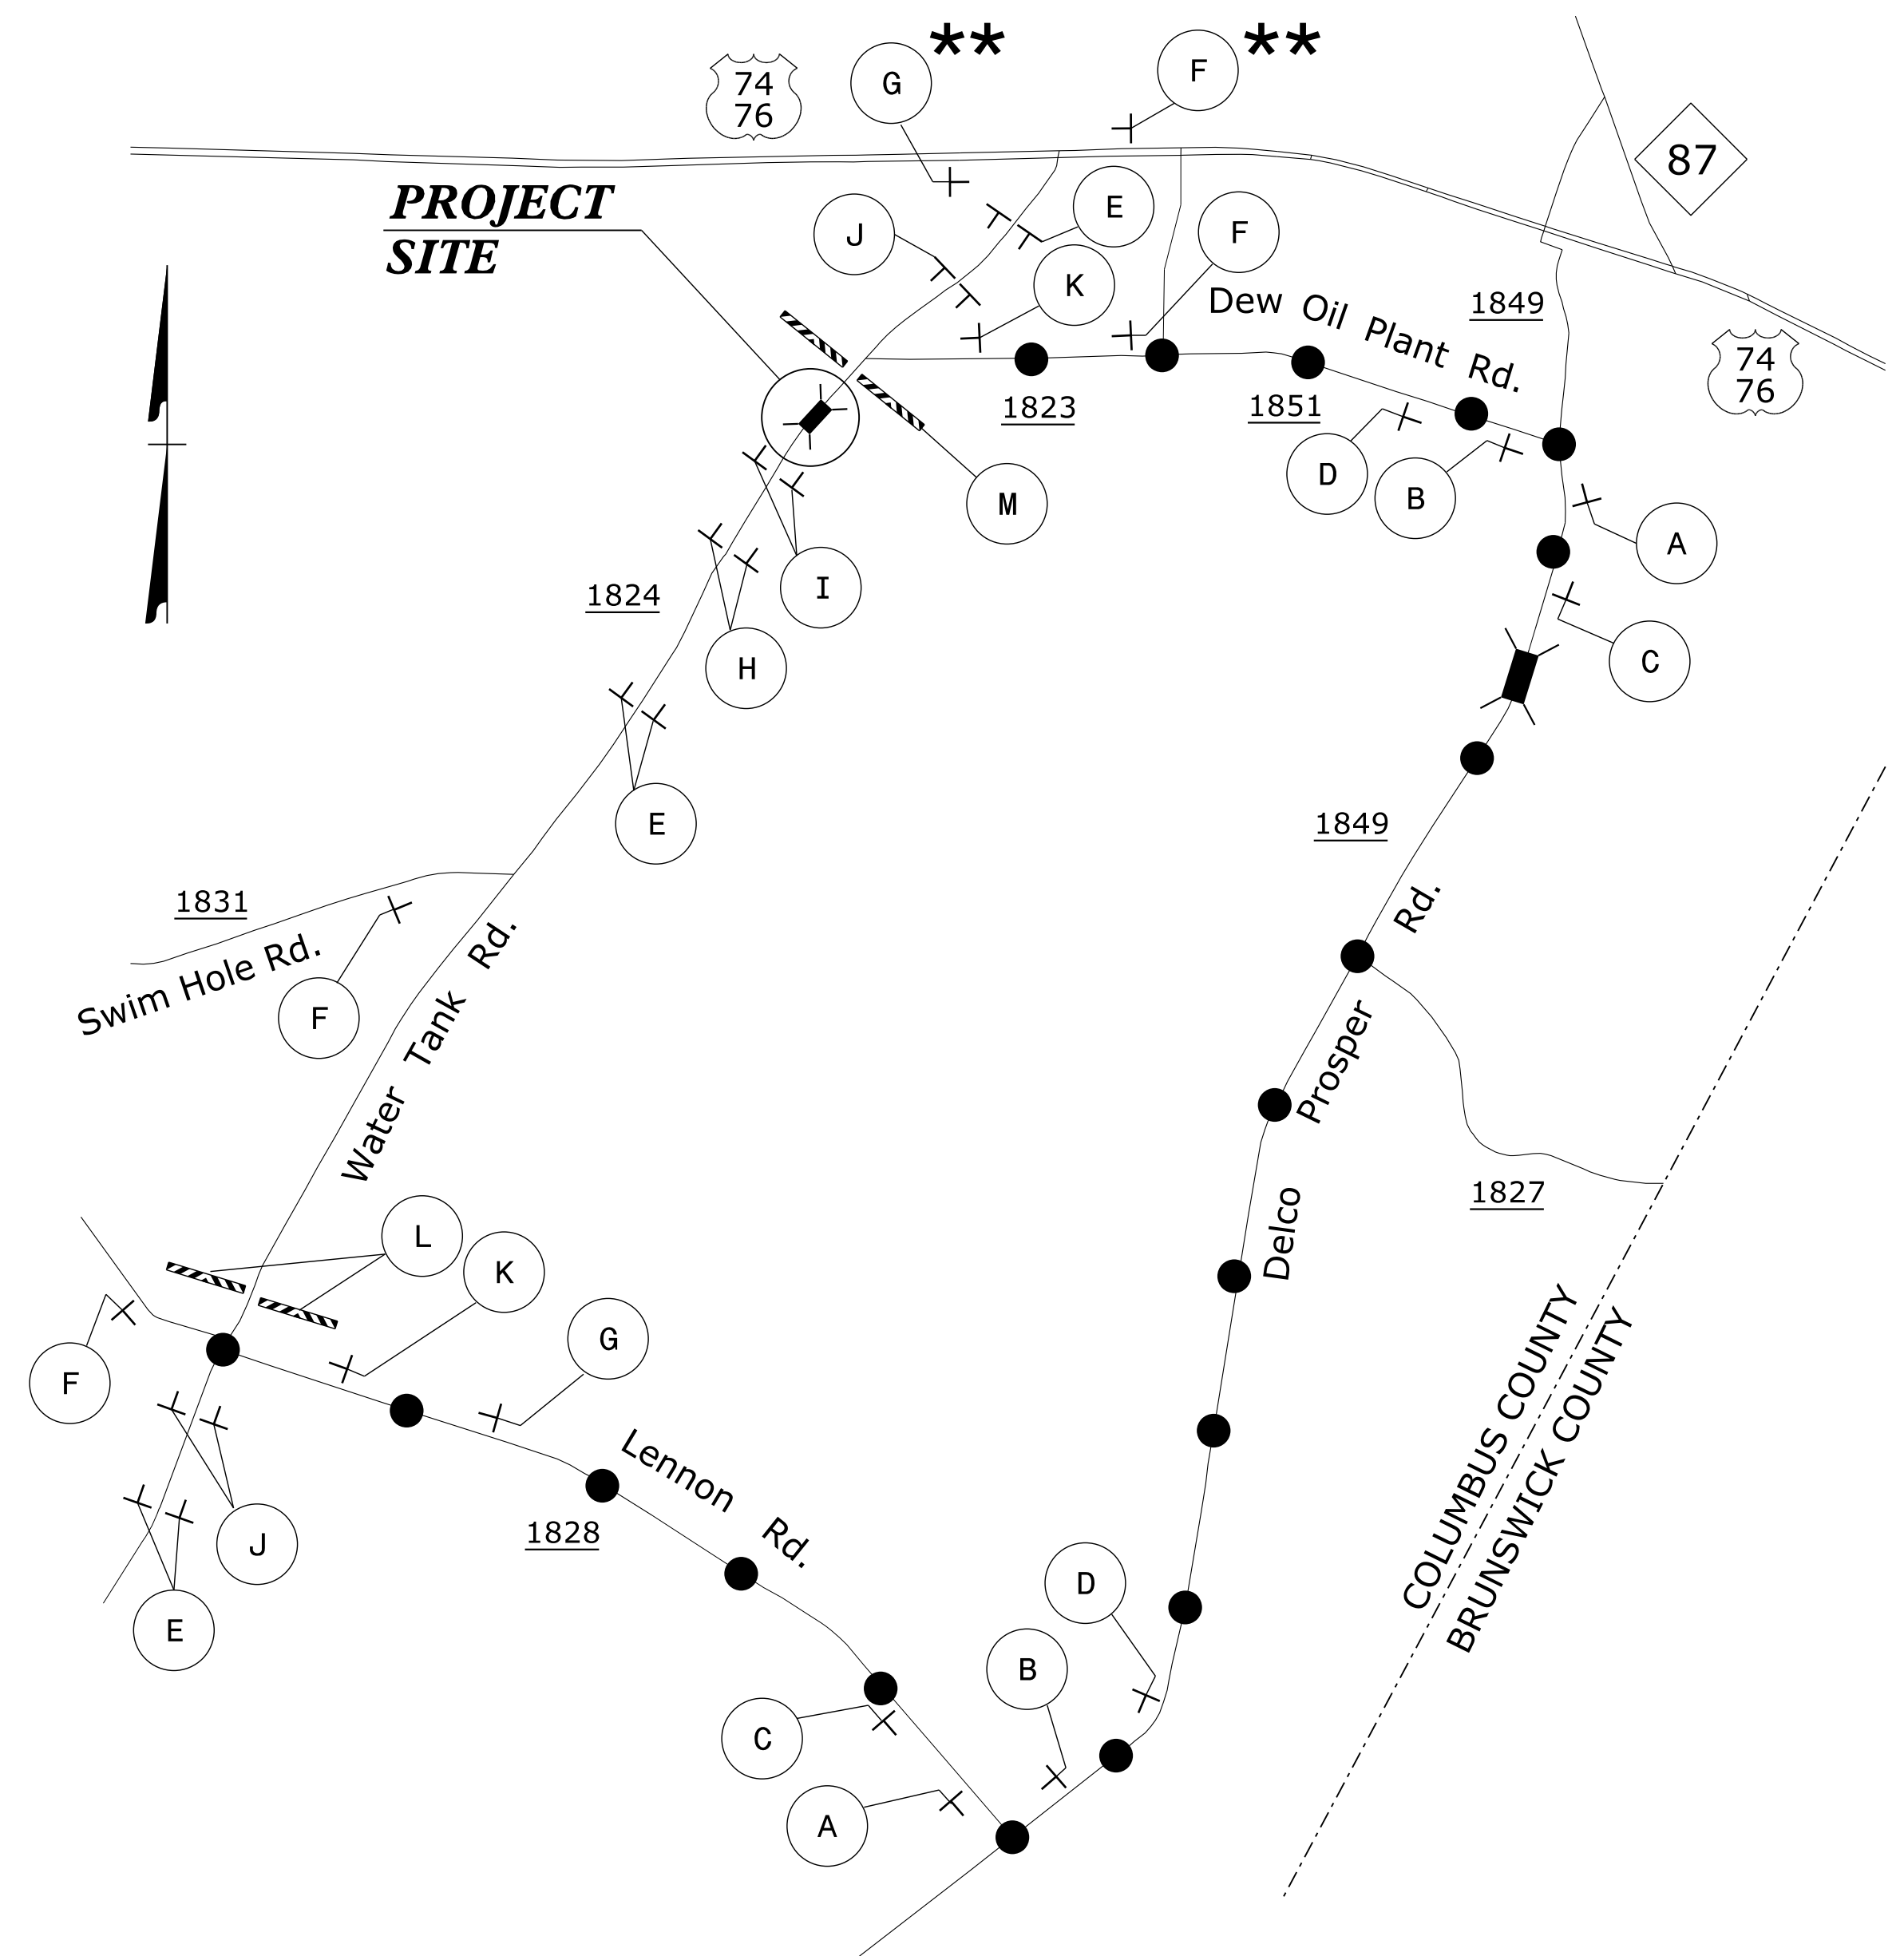 G**
F**
74
76
87
PROJECT
SITE
E
J
F
K
Dew Oil Plant Rd.
1849
74
76
1823
1851
D
B
M
A
1824
I
C
H
E
1849
1831
Swim Hole Rd.
F
Water Tank Rd.
Delco Prosper Rd.
1827
L
K
G
F
Lennon Rd.
1828
J
E
COLUMBUS COUNTY
BRUNSWICK COUNTY
D
B
C
A